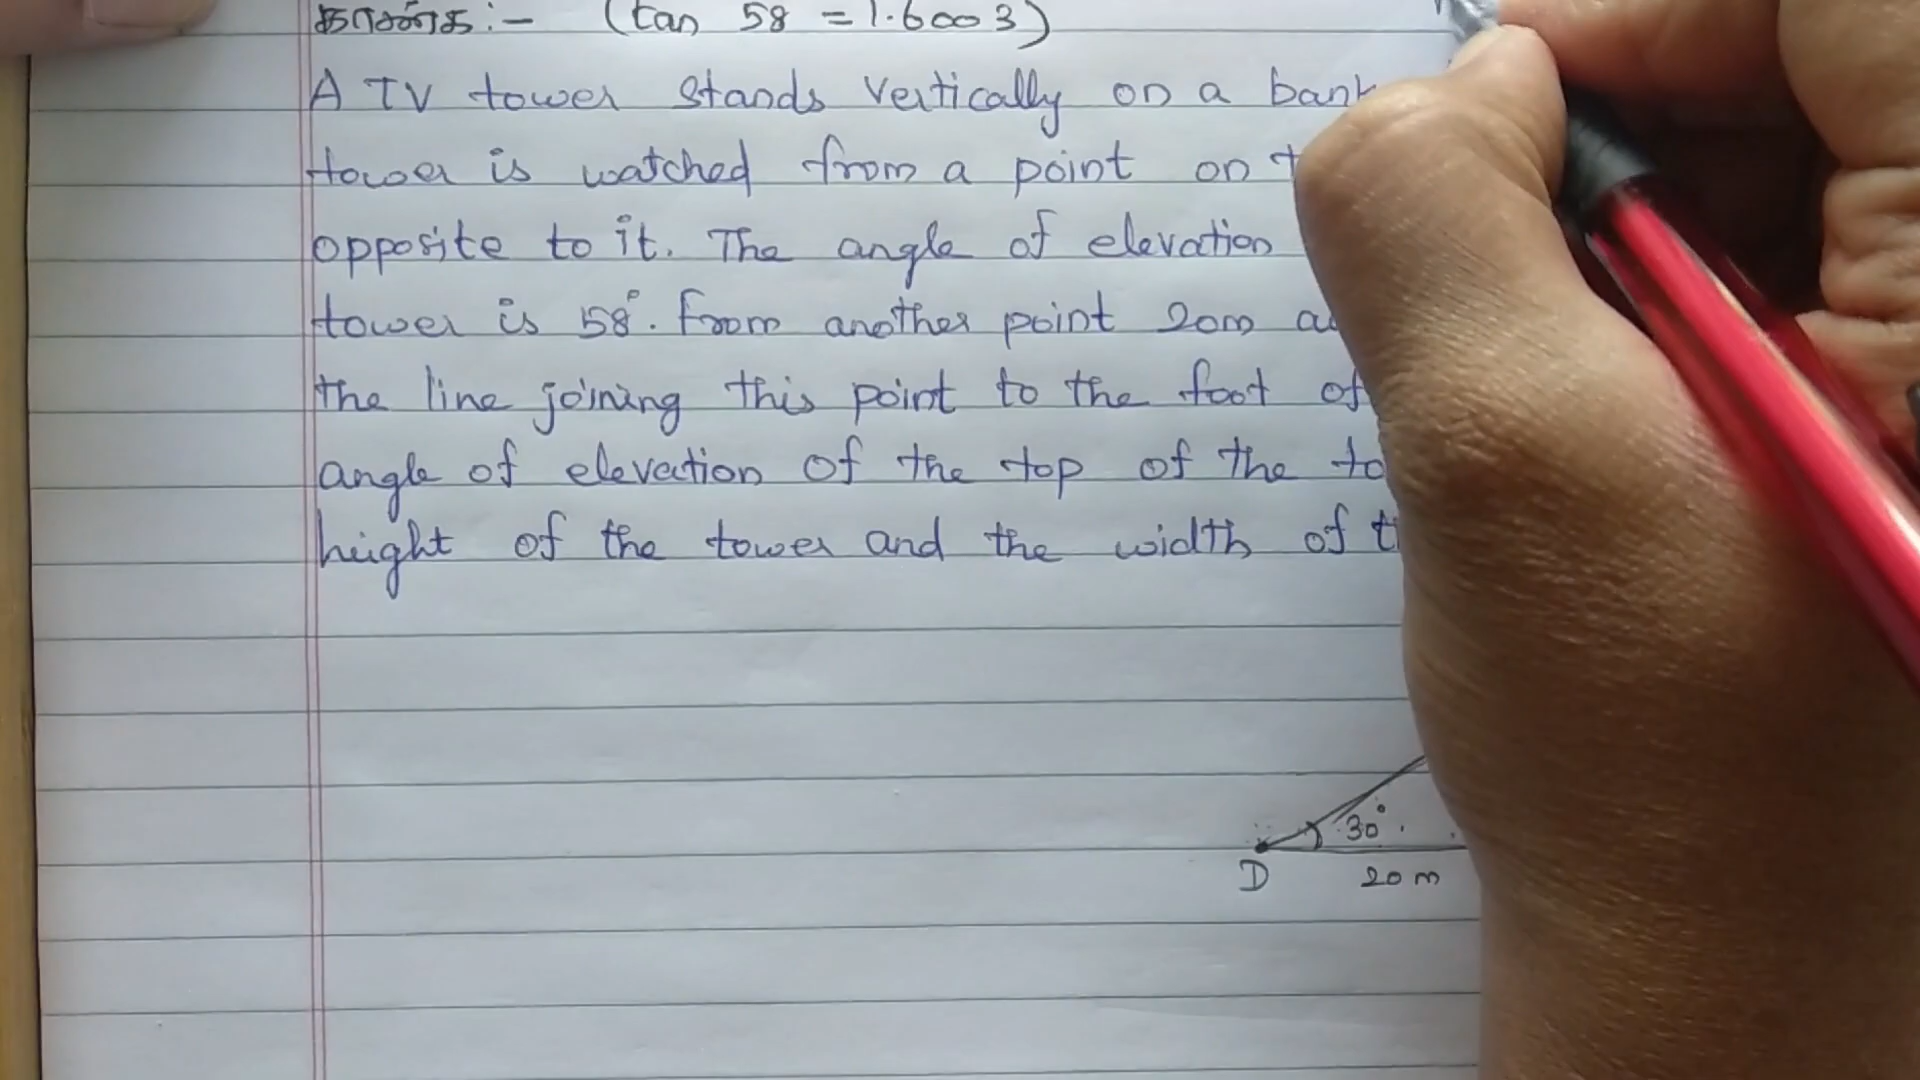 காண்க:- (tan 58 = 1.6003)
A TV tower stands vertically on a bank
tower is watched from a point on
opposite to it. The angle of elevation
tower is 58°. From another point 20m
the line joining this point to the foot of
angle of elevation of the top of the
height of the tower and the width of
30°
D 20 m